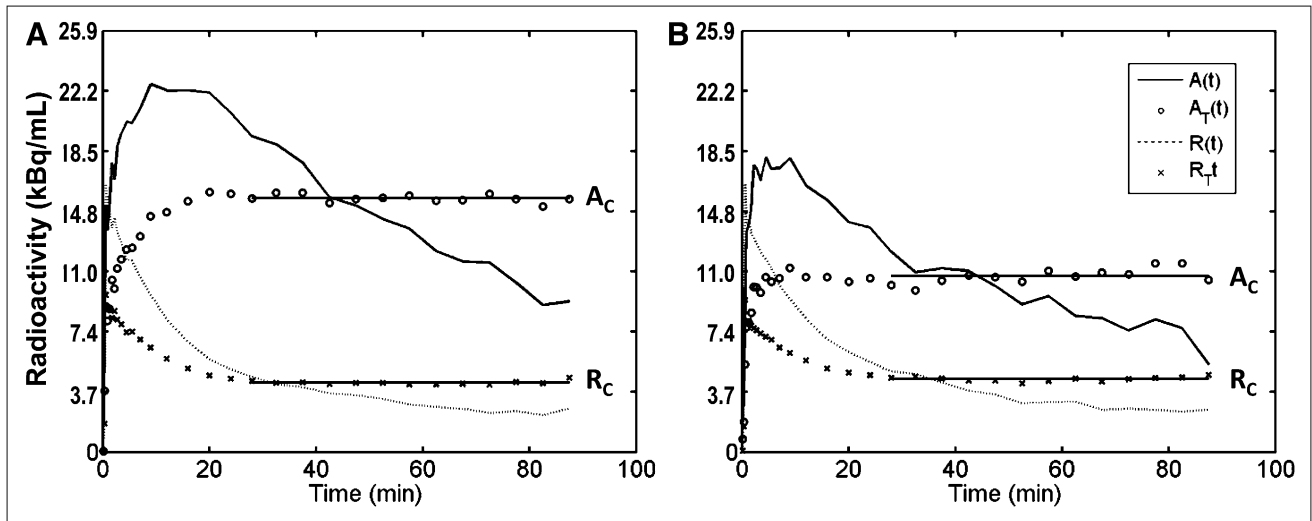 A
25.9
22.2
18.5
14.8
11.0
7.4
3.7
0
Radioactivity (kBq/mL)
0 20 40 60 80 100
Time (min)
A_C
R_C
B
25.9
22.2
18.5
14.8
11.0
7.4
3.7
0
0 20 40 60 80 100
Time (min)
A(t)
A_T(t)
R(t)
R_Tt
A_C
R_C